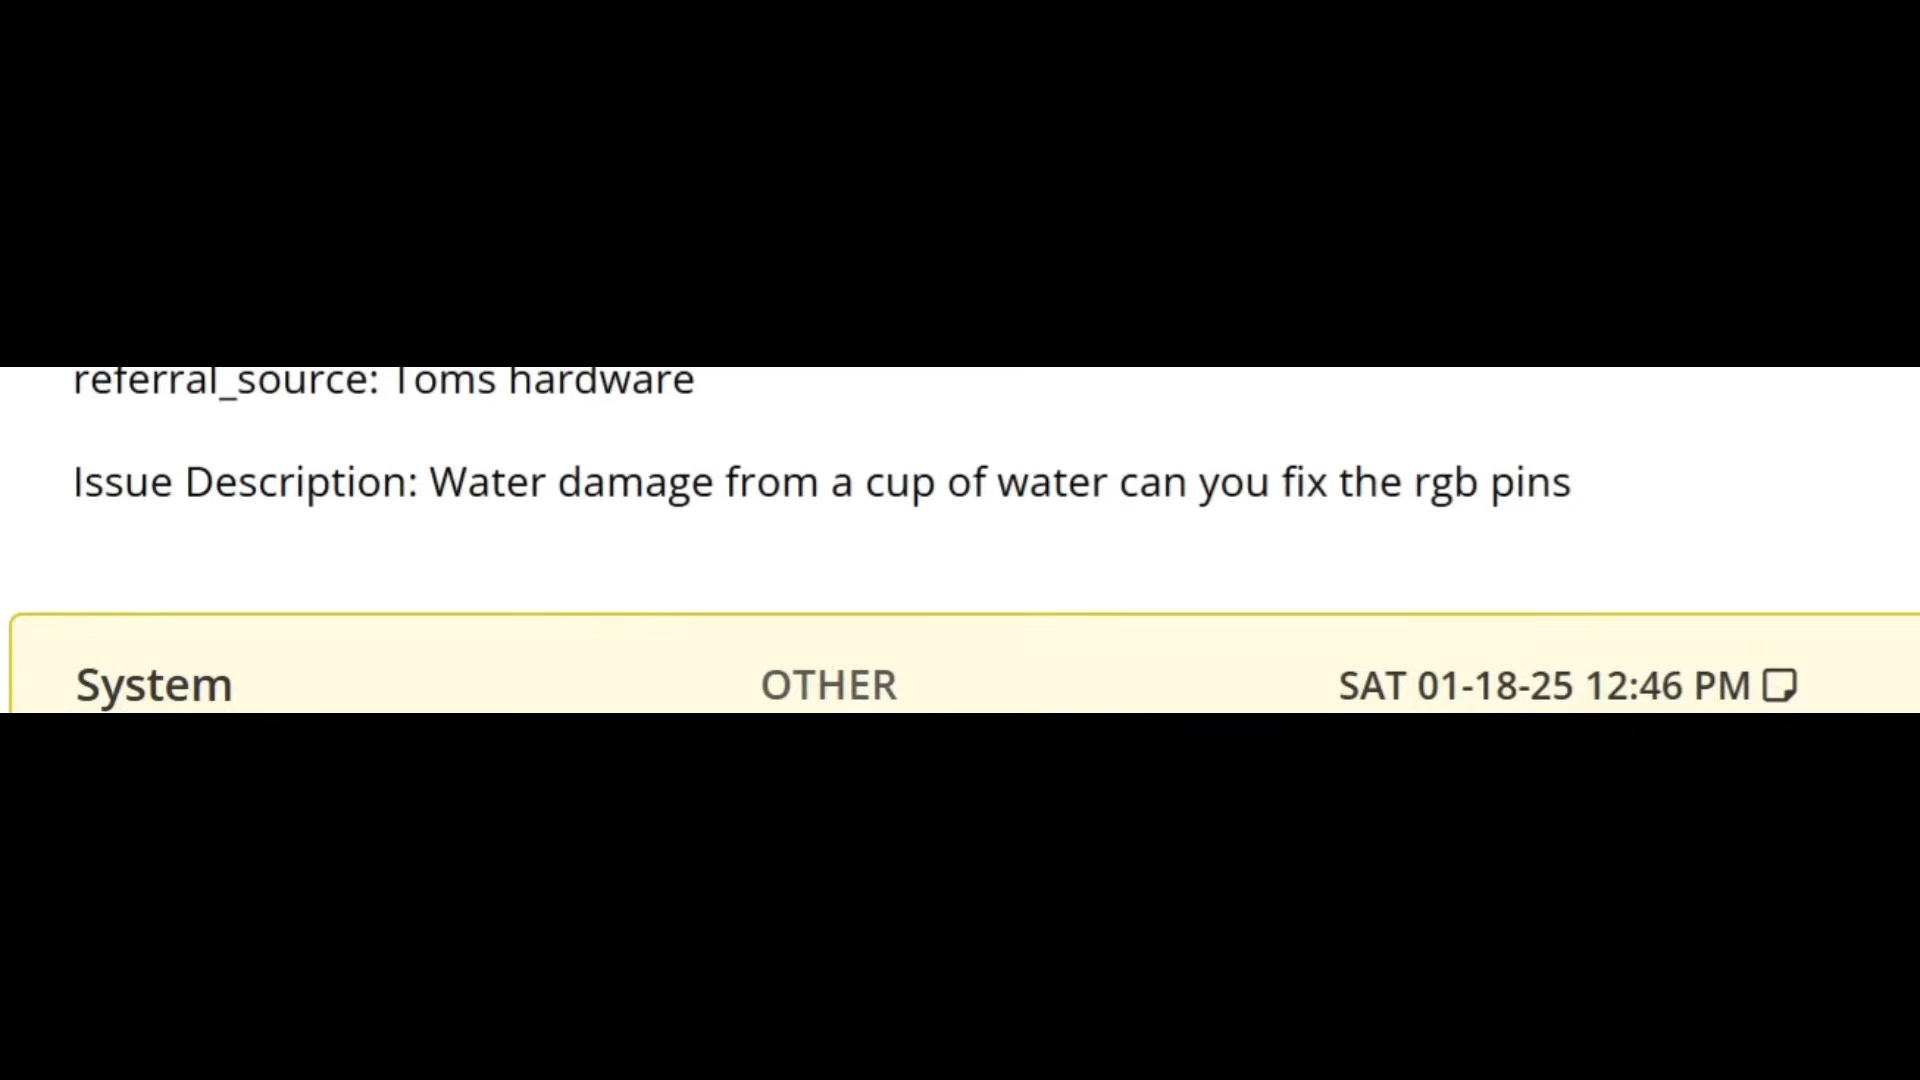 referral_source: Toms hardware
Issue Description: Water damage from a cup of water can you fix the rgb pins
System OTHER SAT 01-18-25 12:46 PM